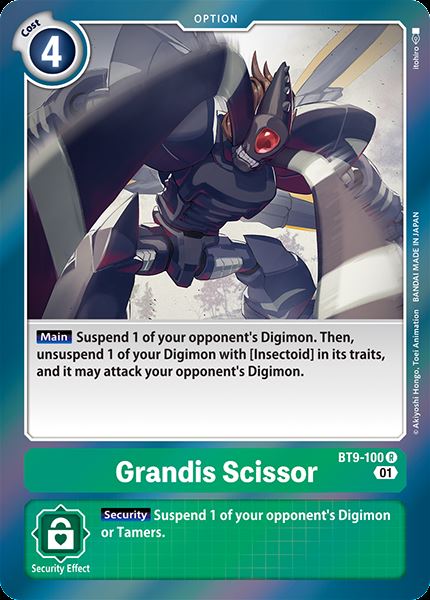 OPTION
Cost
4
itohiro
Main Suspend 1 of your opponent's Digimon. Then,
unsuspend 1 of your Digimon with [Insectoid] in its traits,
and it may attack your opponent's Digimon.
©Akiyoshi Hongo, Toei Animation BANDAI MADE IN JAPAN
BT9-100 R
Grandis Scissor
01
Security Suspend 1 of your opponent's Digimon
or Tamers.
Security Effect